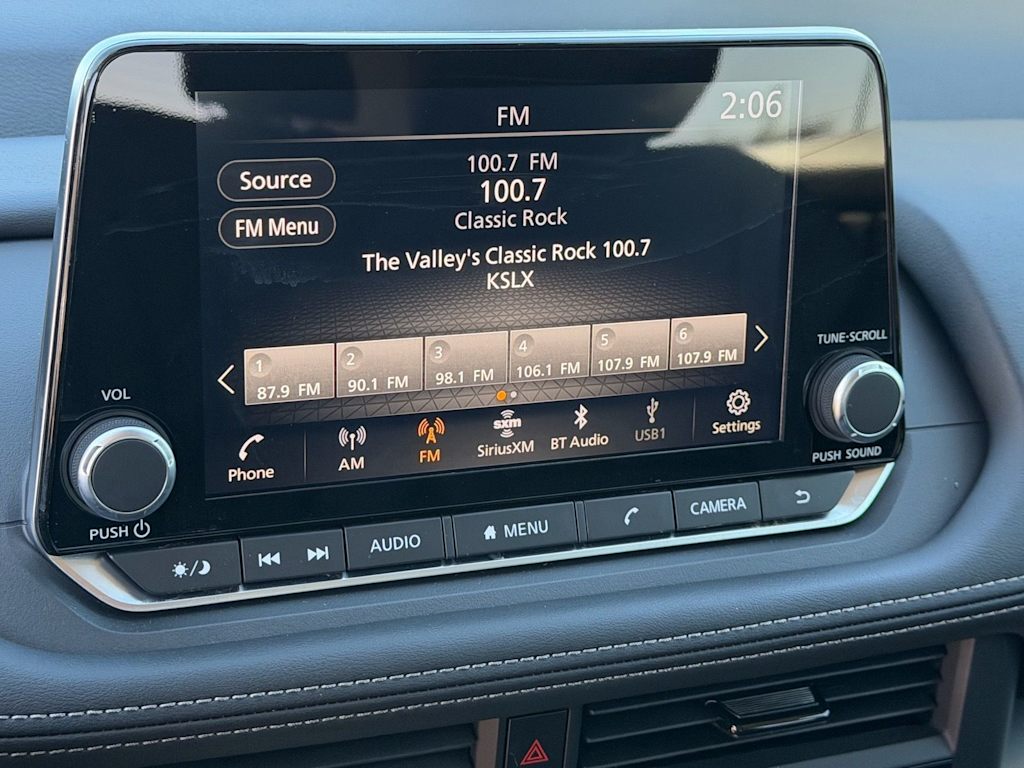 FM
2:06
Source
100.7 FM
100.7
FM Menu
Classic Rock
The Valley's Classic Rock 100.7
KSLX
1
87.9 FM
2
90.1 FM
3
98.1 FM
4
106.1 FM
5
107.9 FM
6
107.9 FM
Phone
AM
FM
sxm
SiriusXM
BT Audio
USB1
Settings
VOL
PUSH
TUNE·SCROLL
PUSH SOUND
AUDIO
MENU
CAMERA